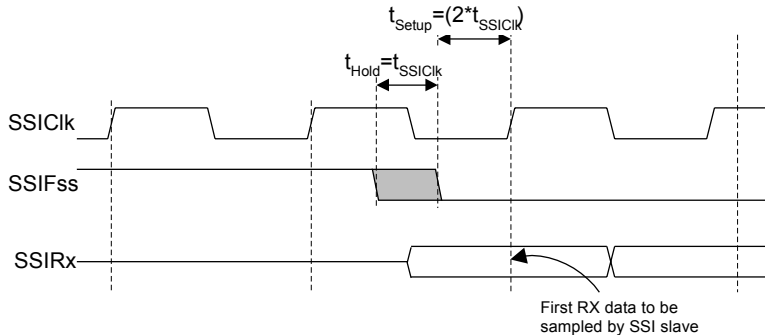 tSetup=(2*tSSIClk)
tHold=tSSIClk
SSIClk
SSIFss
SSIRx
First RX data to be
sampled by SSI slave